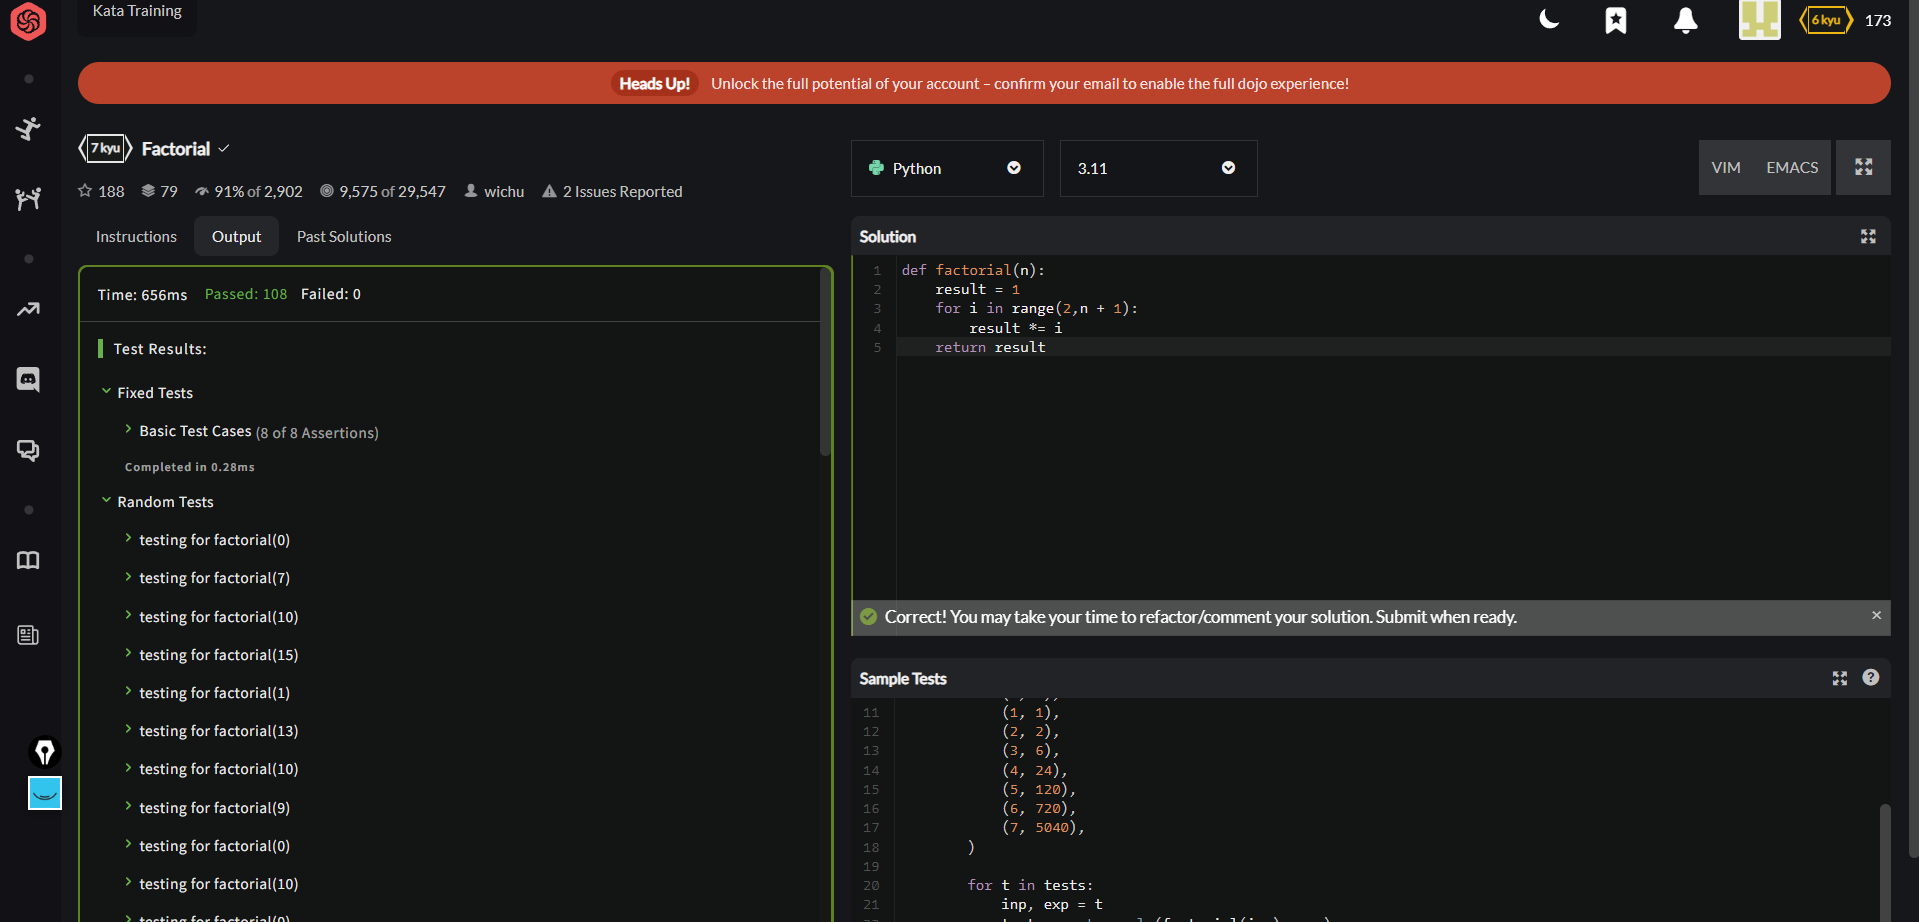 Kata Training
6 kyu 173
Heads Up! Unlock the full potential of your account – confirm your email to enable the full dojo experience!
7 kyu Factorial
188 79 91% of 2,902 9,575 of 29,547 wichu 2 Issues Reported
Python
3.11
VIM EMACS
Instructions Output Past Solutions
Time: 656ms Passed: 108 Failed: 0
Test Results:
Fixed Tests
Basic Test Cases (8 of 8 Assertions)
Completed in 0.28ms
Random Tests
testing for factorial(0)
testing for factorial(7)
testing for factorial(10)
testing for factorial(15)
testing for factorial(1)
testing for factorial(13)
testing for factorial(10)
testing for factorial(9)
testing for factorial(0)
testing for factorial(10)
Solution
1 def factorial(n):
2 result = 1
3 for i in range(2,n + 1):
4 result *= i
5 return result
Correct! You may take your time to refactor/comment your solution. Submit when ready.
Sample Tests
11 (1, 1),
12 (2, 2),
13 (3, 6),
14 (4, 24),
15 (5, 120),
16 (6, 720),
17 (7, 5040),
18 )
19
20 for t in tests:
21 inp, exp = t